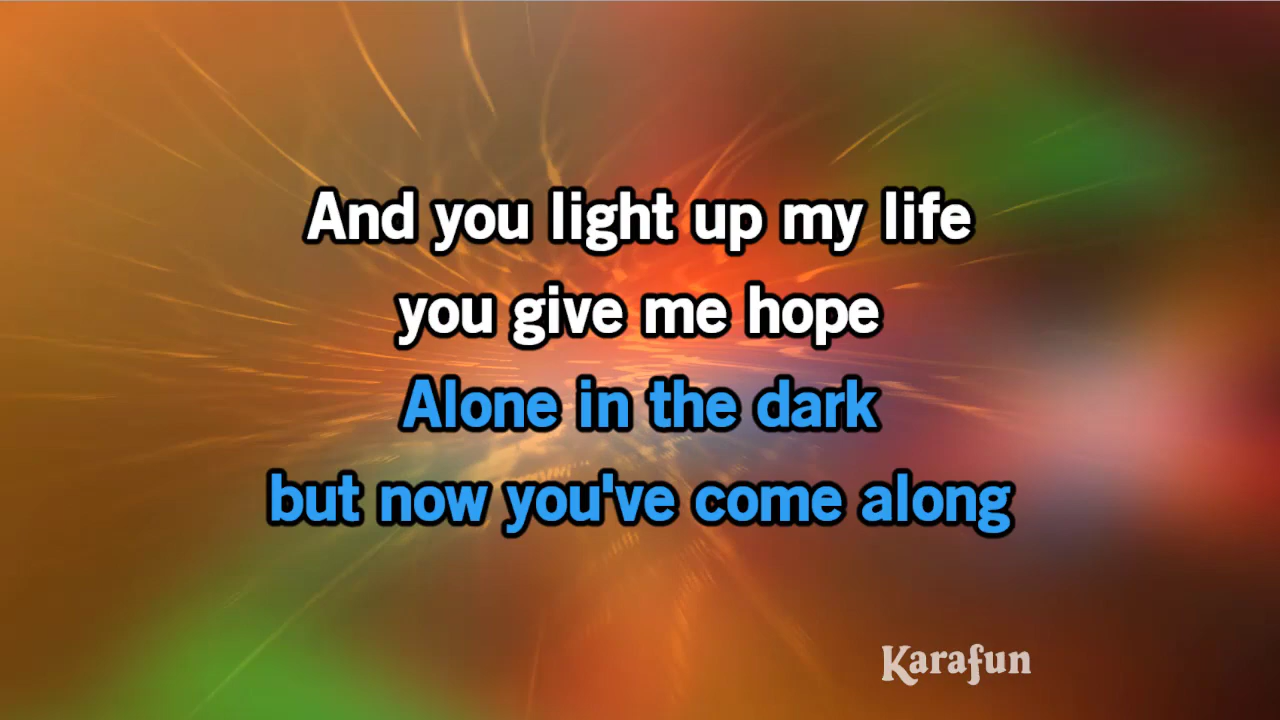 And you light up my life
you give me hope
Alone in the dark
but now you've come along
Karafun